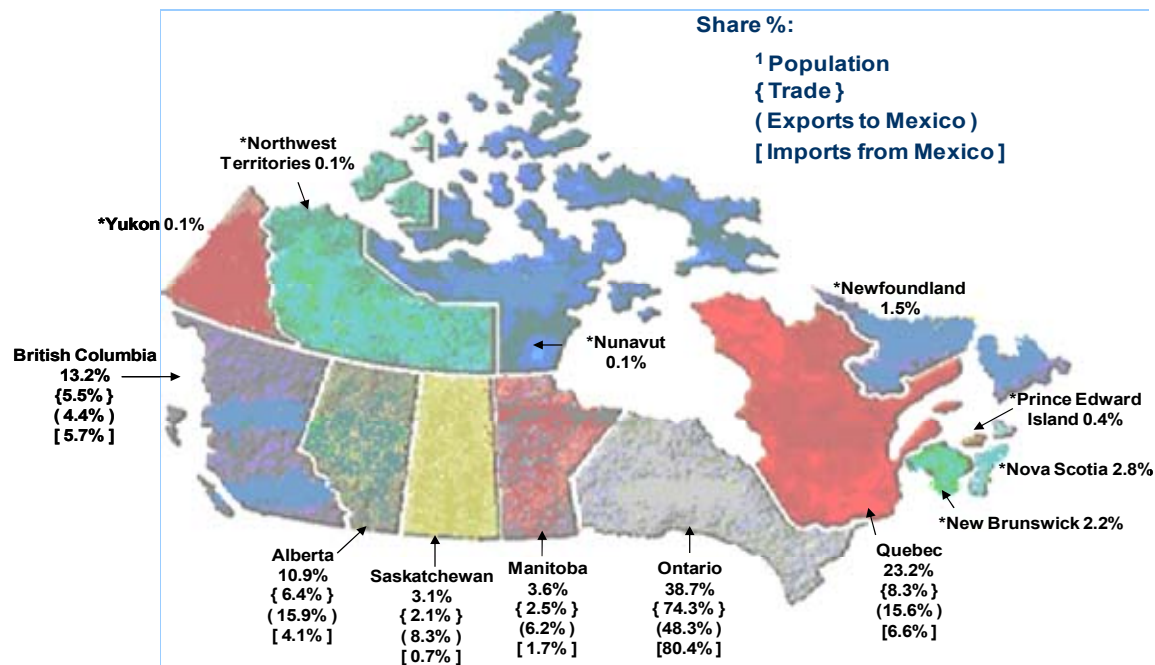 Share %:
¹ Population
{ Trade }
( Exports to Mexico )
[ Imports from Mexico ]
*Northwest
Territories 0.1%
*Yukon 0.1%
*Newfoundland
1.5%
*Nunavut
0.1%
British Columbia
13.2%
{5.5% }
( 4.4% )
[ 5.7% ]
*Prince Edward
Island 0.4%
*Nova Scotia 2.8%
*New Brunswick 2.2%
Alberta
10.9%
{ 6.4% }
( 15.9% )
[ 4.1% ]
Saskatchewan
3.1%
{ 2.1% }
( 8.3% )
[ 0.7% ]
Manitoba
3.6%
{ 2.5% }
(6.2% )
[ 1.7% ]
Ontario
38.7%
{ 74.3% }
( 48.3% )
[80.4% ]
Quebec
23.2%
{8.3% }
(15.6% )
[6.6% ]